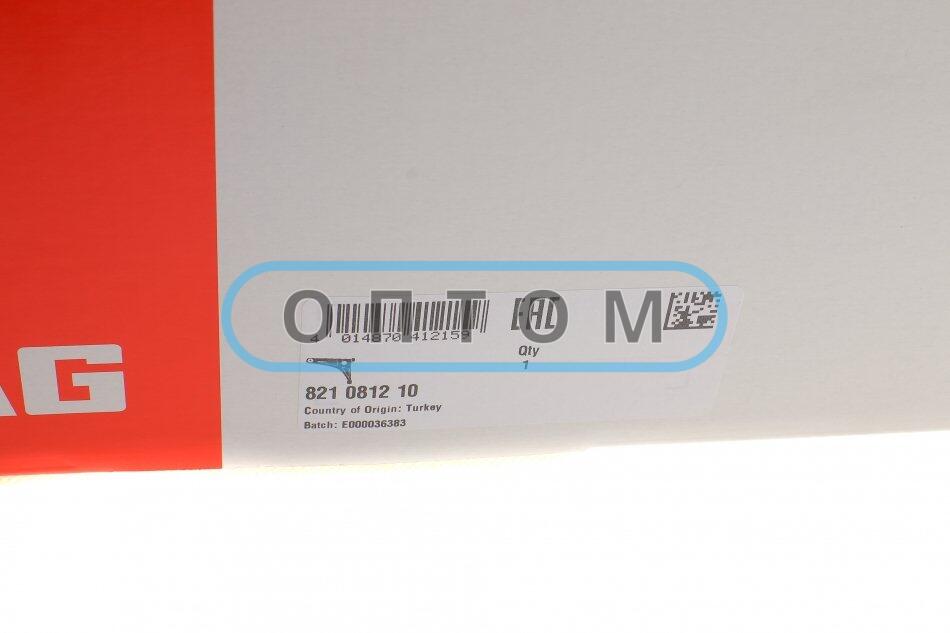 ОПТОМ
EAC
4 014870 412159
Qty
1
821 0812 10
Country of Origin: Turkey
Batch: E000036383
AG